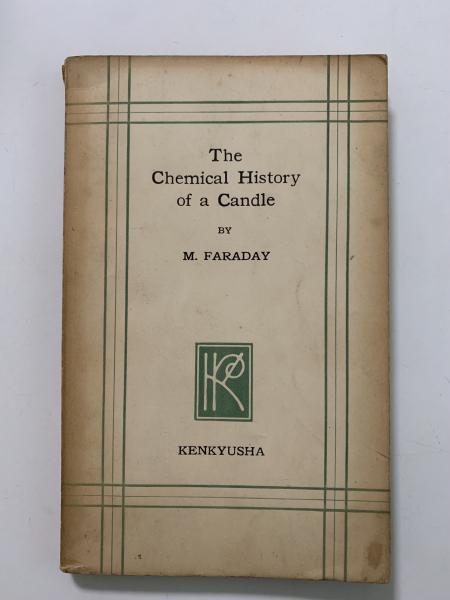 The
Chemical History
of a Candle
BY
M. FARADAY
KENKYUSHA